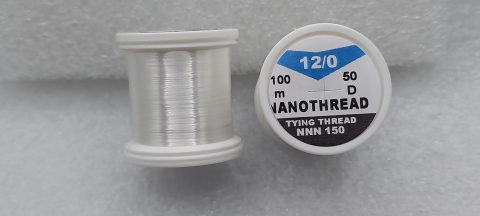 12/0
100 50
m D
NANOTHREAD
TYING THREAD
NNN 150